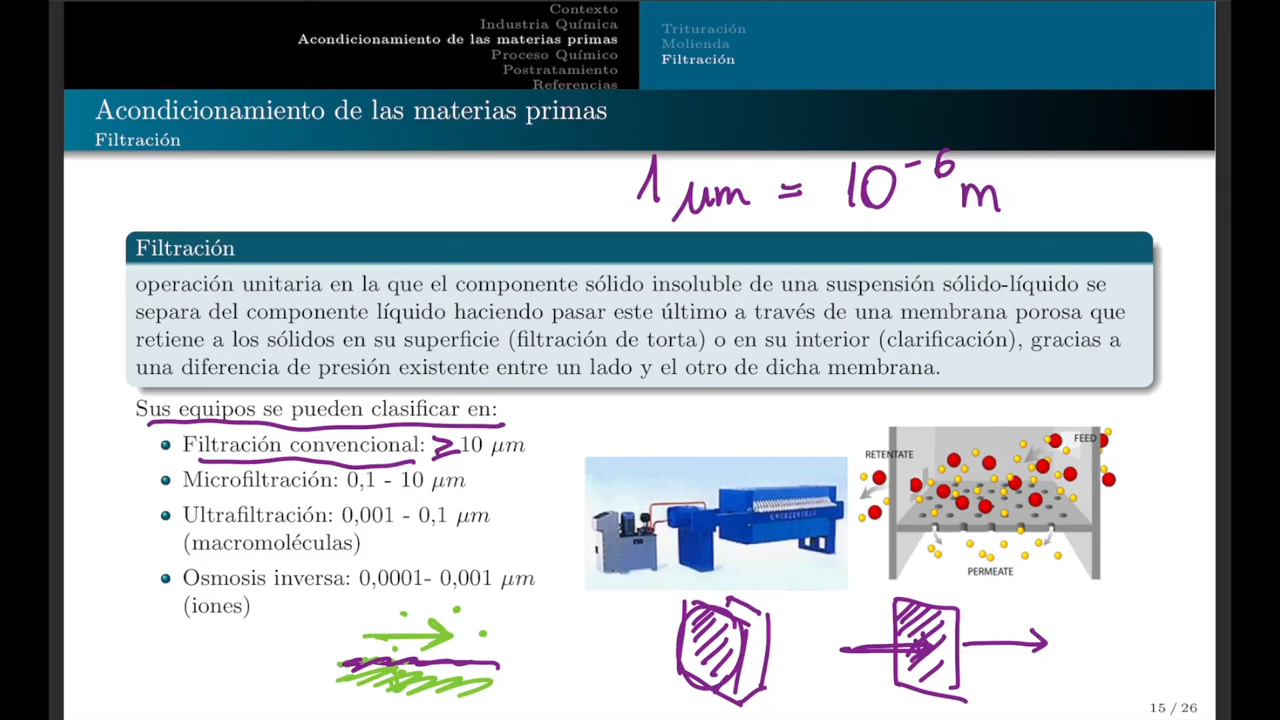 Contexto
Industria Química
Acondicionamiento de las materias primas
Proceso Químico
Postratamiento
Referencias
Trituración
Molienda
Filtración
Acondicionamiento de las materias primas
Filtración
1 μm = 10⁻⁶ m
Filtración
operación unitaria en la que el componente sólido insoluble de una suspensión sólido-líquido se
separa del componente líquido haciendo pasar este último a través de una membrana porosa que
retiene a los sólidos en su superficie (filtración de torta) o en su interior (clarificación), gracias a
una diferencia de presión existente entre un lado y el otro de dicha membrana.
Sus equipos se pueden clasificar en:
Filtración convencional: ≥ 10 μm
Microfiltración: 0,1 - 10 μm
Ultrafiltración: 0,001 - 0,1 μm
(macromoléculas)
Osmosis inversa: 0,0001- 0,001 μm
(iones)
FEED
RETENTATE
PERMEATE
15 / 26